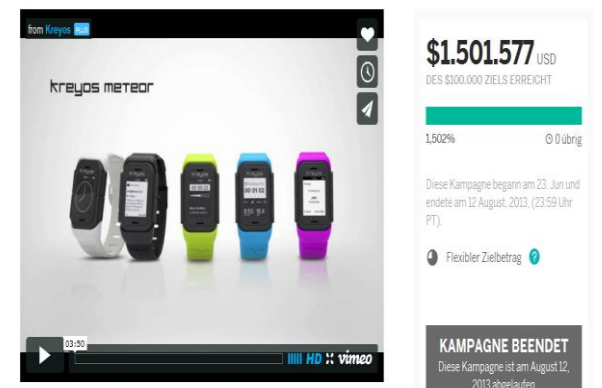 from Kreyos PLUS
kreyos meteor
03:50
HD vimeo
$1.501.577 USD
DES $100.000 ZIELS ERREICHT
1,502% 0 übrig
Diese Kampagne begann am 23. Jun und
endete am 12 August, 2013, (23:59 Uhr
PT).
Flexibler Zielbetrag ?
KAMPAGNE BEENDET
Diese Kampagne ist am August 12,
2013 abgelaufen